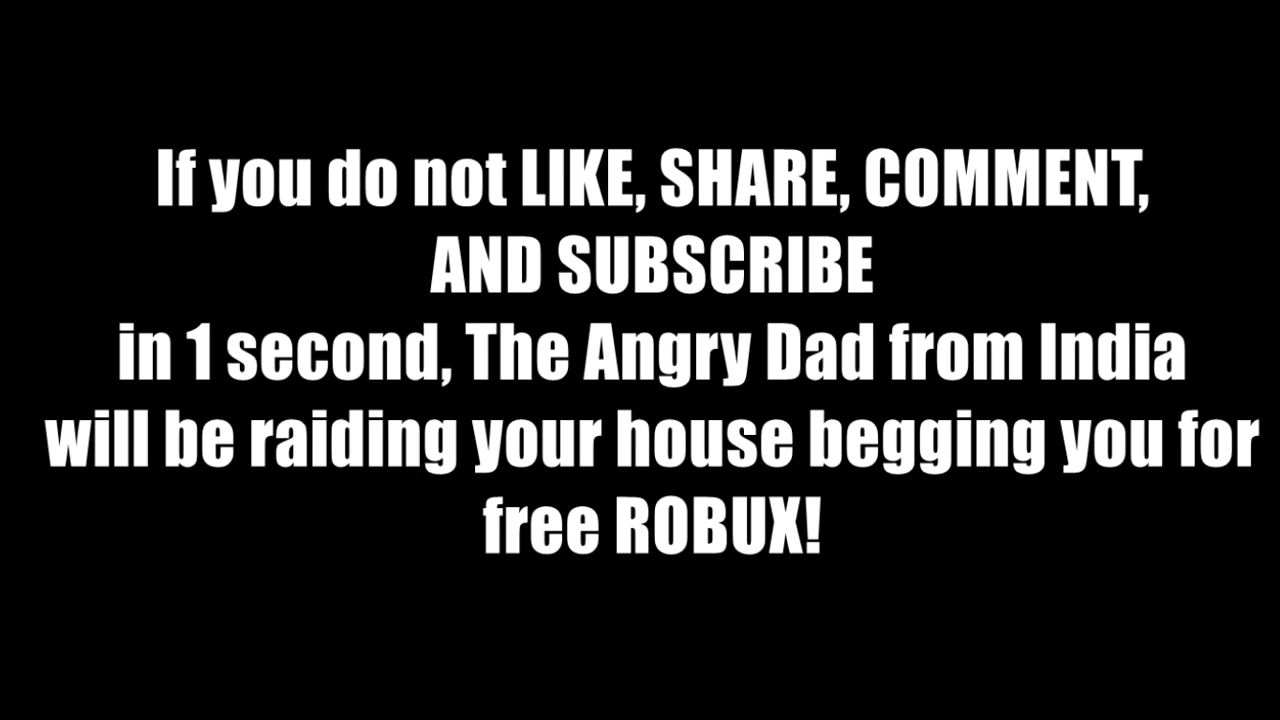 If you do not LIKE, SHARE, COMMENT,
AND SUBSCRIBE
in 1 second, The Angry Dad from India
will be raiding your house begging you for
free ROBUX!